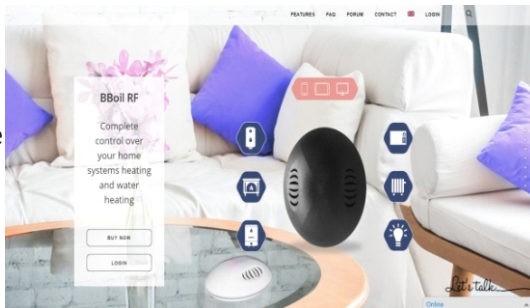 FEATURES FAQ FORUM CONTACT LOGIN
BBoil RF
Complete
control over
your home
systems heating
and water
heating
BUY NOW
LOGIN
Let's talk
Online